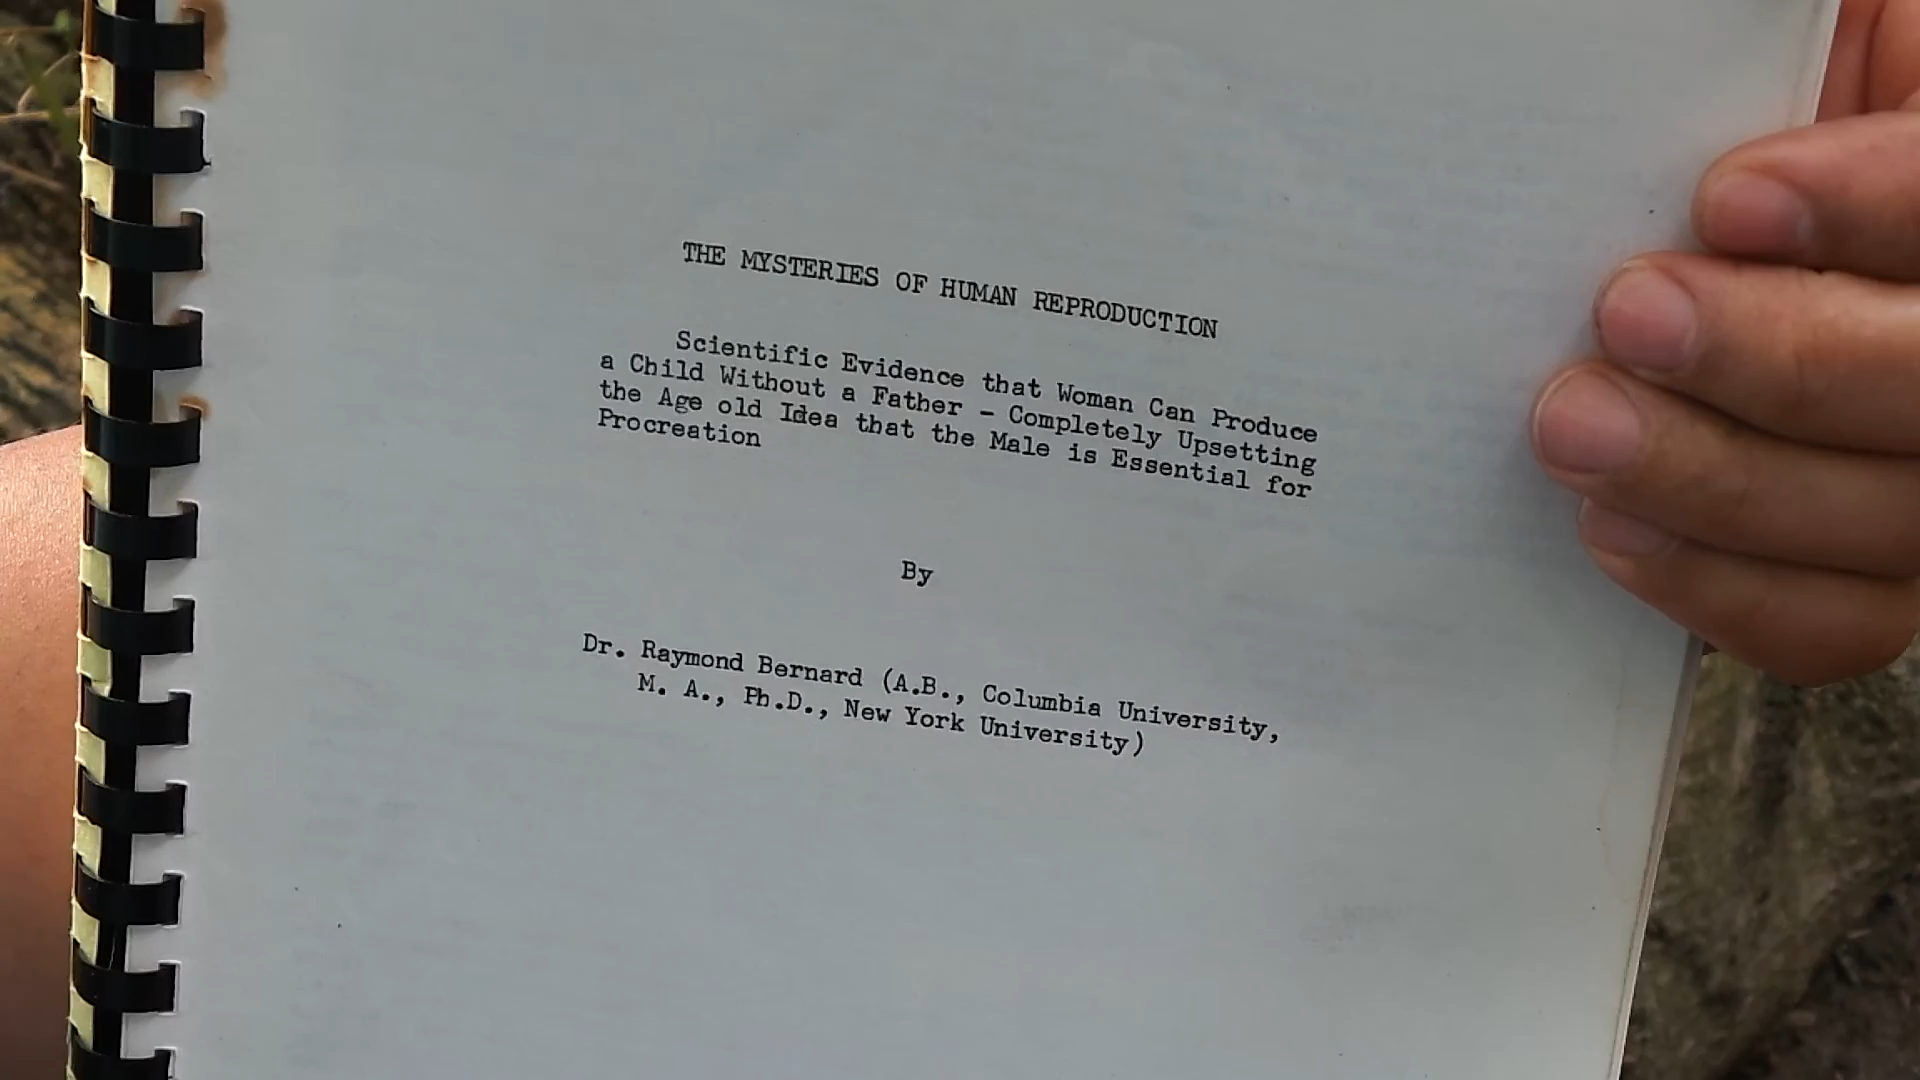 THE MYSTERIES OF HUMAN REPRODUCTION
Scientific Evidence that Woman Can Produce
a Child Without a Father - Completely Upsetting
the Age old Idea that the Male is Essential for
Procreation
By
Dr. Raymond Bernard (A.B., Columbia University,
M. A., Ph.D., New York University)